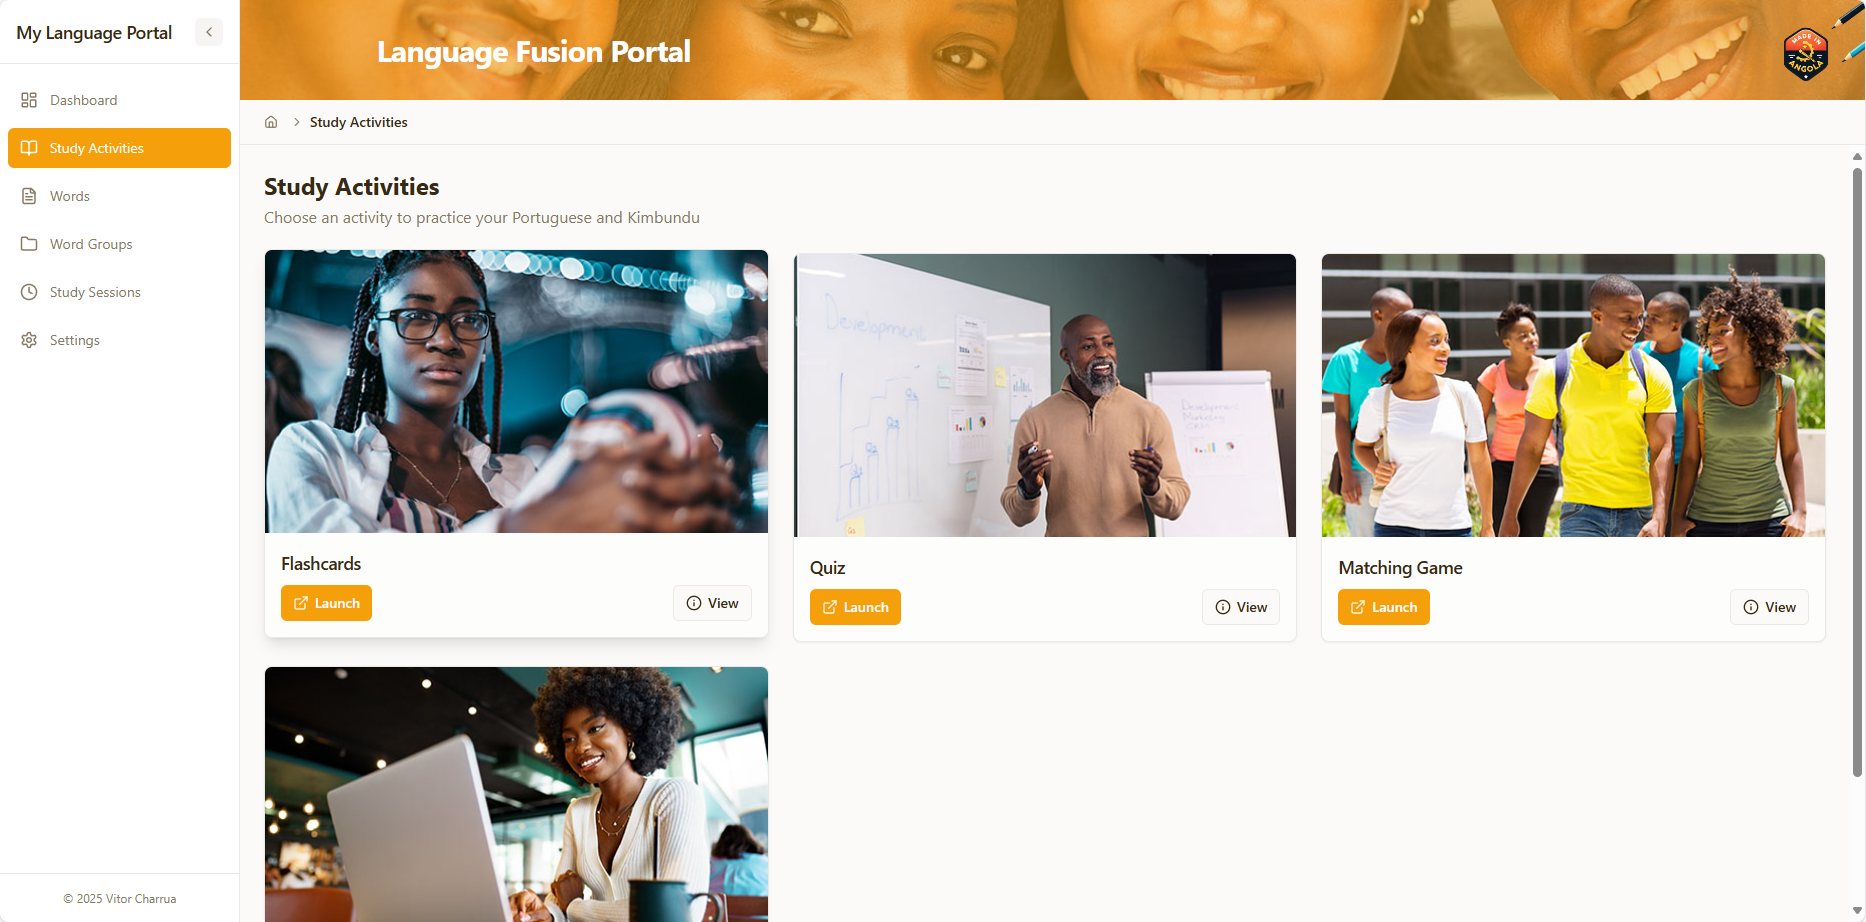 My Language Portal
Language Fusion Portal
MADE IN
ANGOLA
Dashboard
Study Activities
Words
Word Groups
Study Sessions
Settings
© 2025 Vitor Charrua
Study Activities
Study Activities
Choose an activity to practice your Portuguese and Kimbundu
Flashcards
Launch
View
Development
Development
Marketing
Quiz
Launch
View
Matching Game
Launch
View